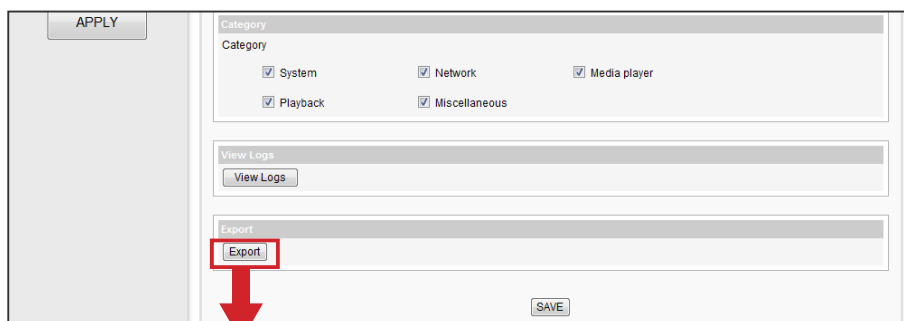 APPLY
Category
Category
System Network Media player
Playback Miscellaneous
View Logs
View Logs
Export
Export
SAVE